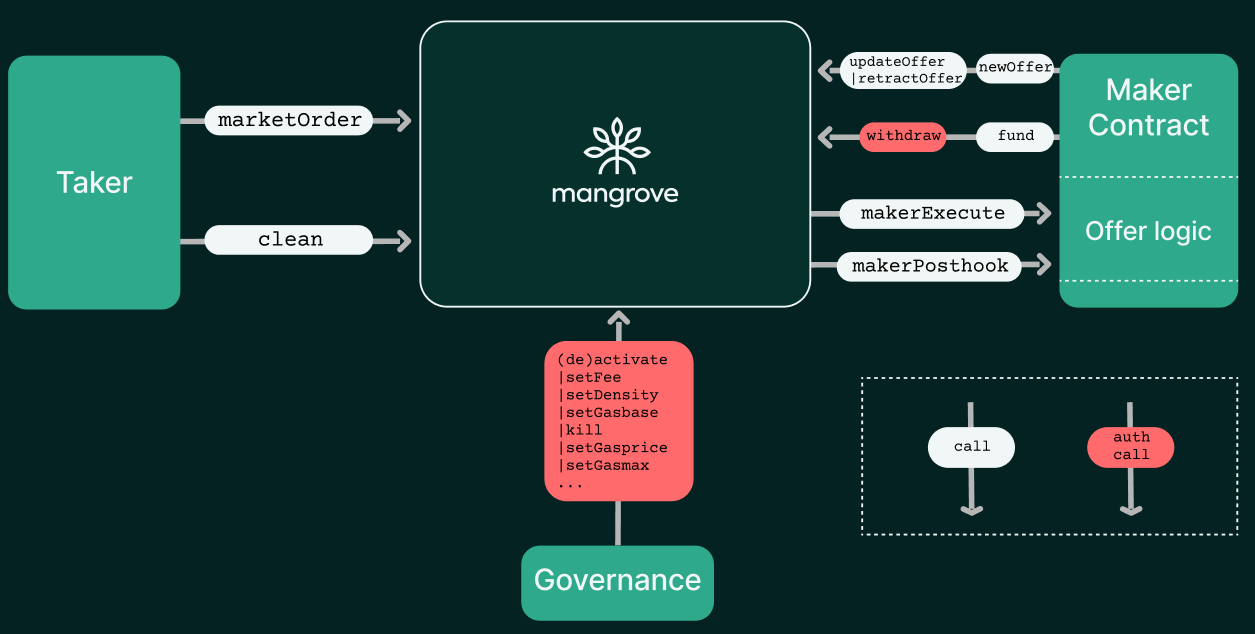 Taker
marketOrder
clean
mangrove
updateOffer
|retractOffer
newOffer
withdraw
fund
makerExecute
makerPosthook
Maker
Contract
Offer logic
(de)activate
|setFee
|setDensity
|setGasbase
|kill
|setGasprice
|setGasmax
...
Governance
call
auth
call